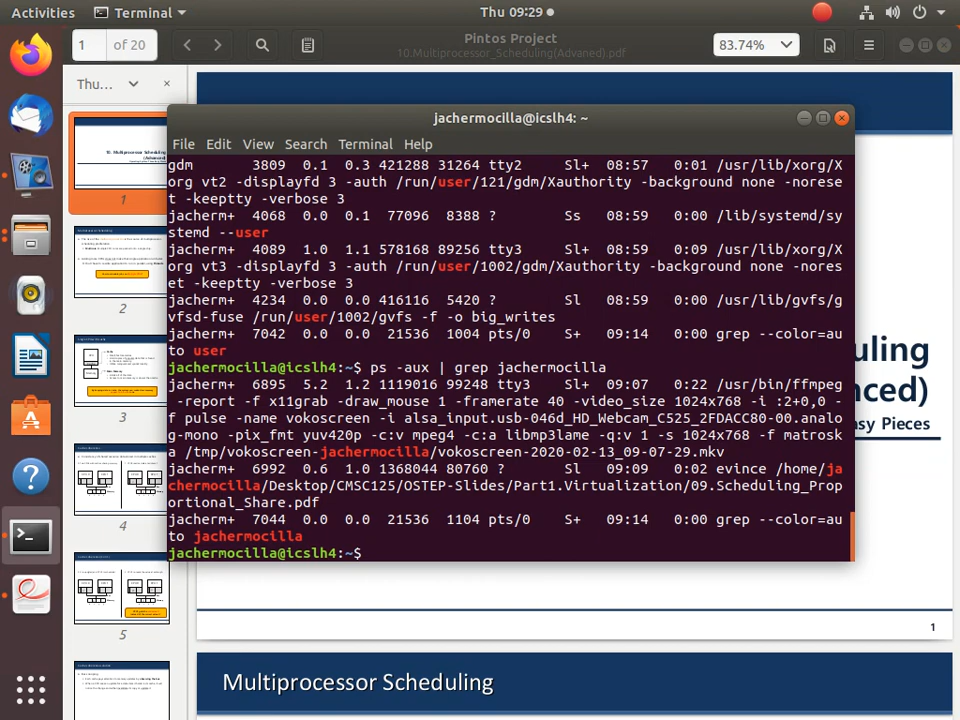 Activities Terminal Thu 09:29
1 of 20 Pintos Project 83.74%
10.Multiprocessor_Scheduling(Advaned).pdf
Thu…
jachermocilla@icslh4: ~
File Edit View Search Terminal Help
gdm 3809 0.1 0.3 421288 31264 tty2 Sl+ 08:57 0:01 /usr/lib/xorg/X
org vt2 -displayfd 3 -auth /run/user/121/gdm/Xauthority -background none -norese
t -keeptty -verbose 3
jacherm+ 4068 0.0 0.1 77096 8388 ? Ss 08:59 0:00 /lib/systemd/sy
stemd --user
jacherm+ 4089 1.0 1.1 578168 89256 tty3 Sl+ 08:59 0:09 /usr/lib/xorg/X
org vt3 -displayfd 3 -auth /run/user/1002/gdm/Xauthority -background none -nores
et -keeptty -verbose 3
jacherm+ 4234 0.0 0.0 416116 5420 ? Sl 08:59 0:00 /usr/lib/gvfs/g
vfsd-fuse /run/user/1002/gvfs -f -o big_writes
jacherm+ 7042 0.0 0.0 21536 1004 pts/0 S+ 09:14 0:00 grep --color=au
to user
jachermocilla@icslh4:~$ ps -aux | grep jachermocilla
jacherm+ 6895 5.2 1.2 1119016 99248 tty3 Sl+ 09:07 0:22 /usr/bin/ffmpeg
-report -f x11grab -draw_mouse 1 -framerate 40 -video_size 1024x768 -i :2+0,0 -
f pulse -name vokoscreen -i alsa_input.usb-046d_HD_Webcam_C525_2FDACC80-00.analo
g-mono -pix_fmt yuv420p -c:v mpeg4 -c:a libmp3lame -q:v 1 -s 1024x768 -f matrosk
a /tmp/vokoscreen-jachermocilla/vokoscreen-2020-02-13_09-07-29.mkv
jacherm+ 6992 0.6 1.0 1368044 80760 ? Sl 09:09 0:02 evince /home/ja
chermocilla/Desktop/CMSC125/OSTEP-Slides/Part1.Virtualization/09.Scheduling_Prop
ortional_Share.pdf
jacherm+ 7044 0.0 0.0 21536 1104 pts/0 S+ 09:14 0:00 grep --color=au
to jachermocilla
jachermocilla@icslh4:~$
1
2
3
4
5
uling
nced)
asy Pieces
1
Multiprocessor Scheduling